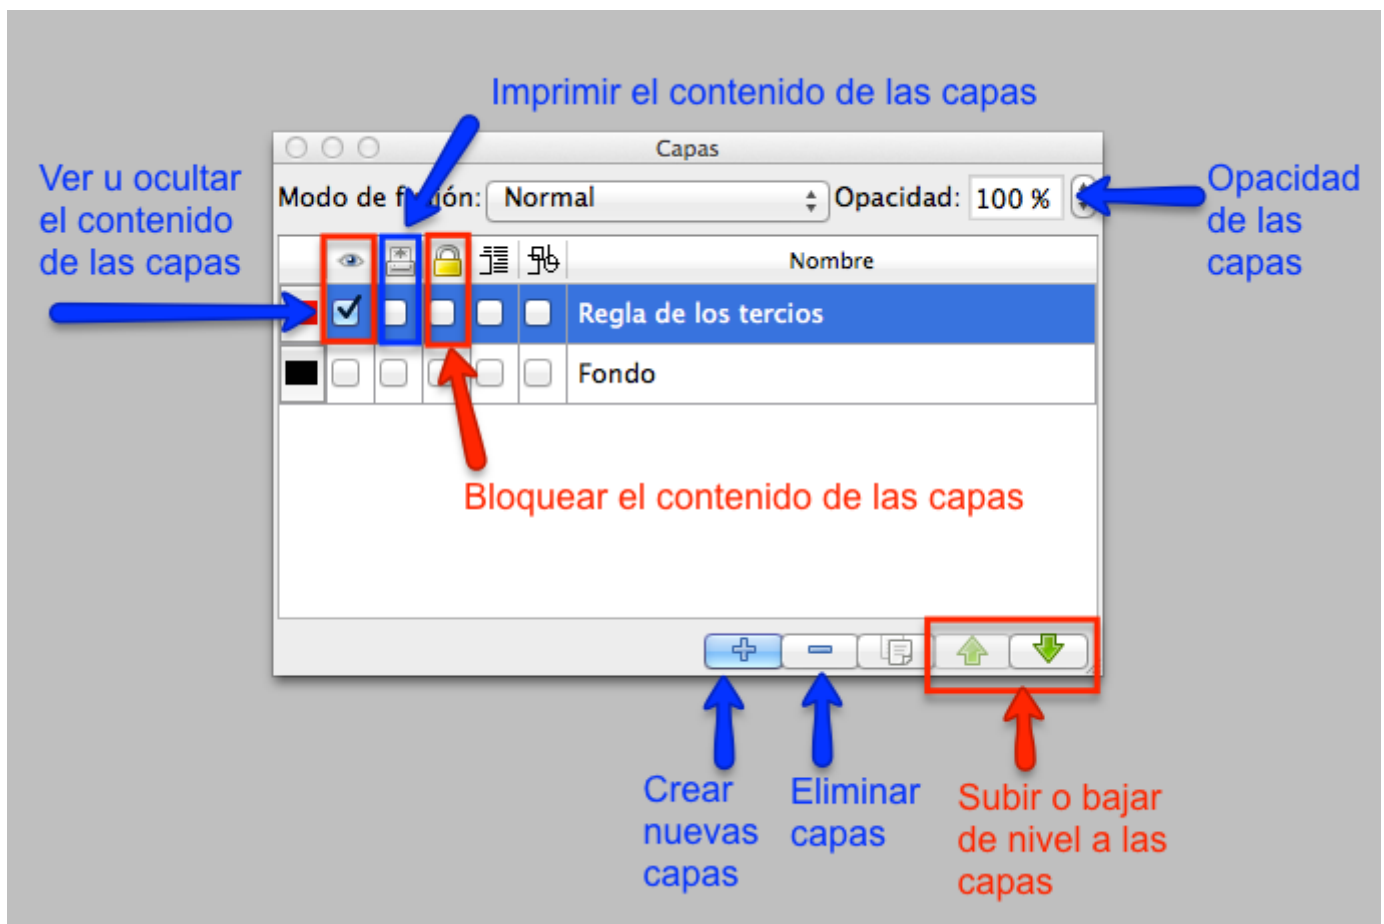 Imprimir el contenido de las capas
Capas
Ver u ocultar
el contenido
de las capas
Modo de fusión:
Normal
Opacidad:
100 %
Opacidad
de las
capas
Nombre
Regla de los tercios
Fondo
Bloquear el contenido de las capas
Crear
nuevas
capas
Eliminar
capas
Subir o bajar
de nivel a las
capas